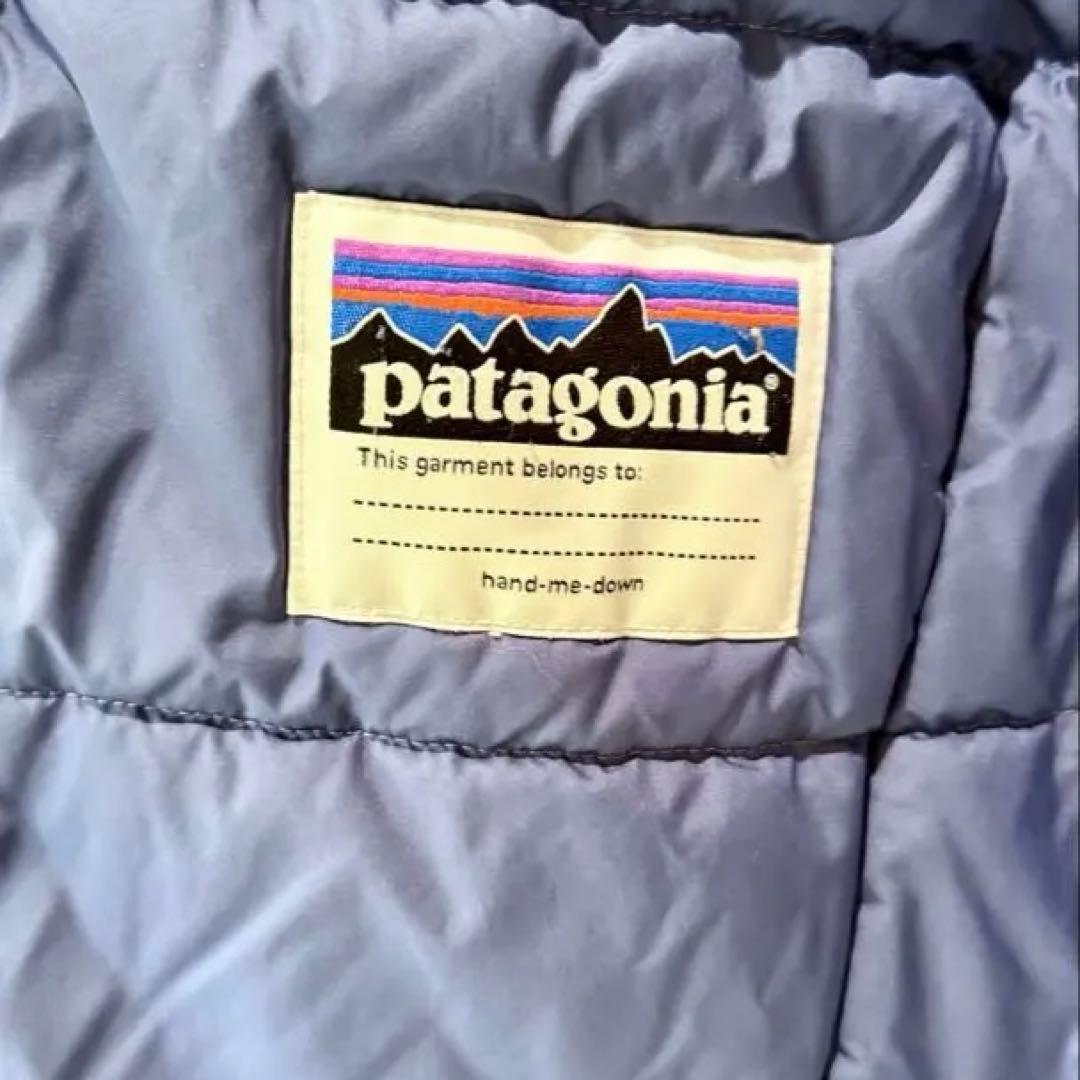 patagonia®
This garment belongs to:
hand-me-down